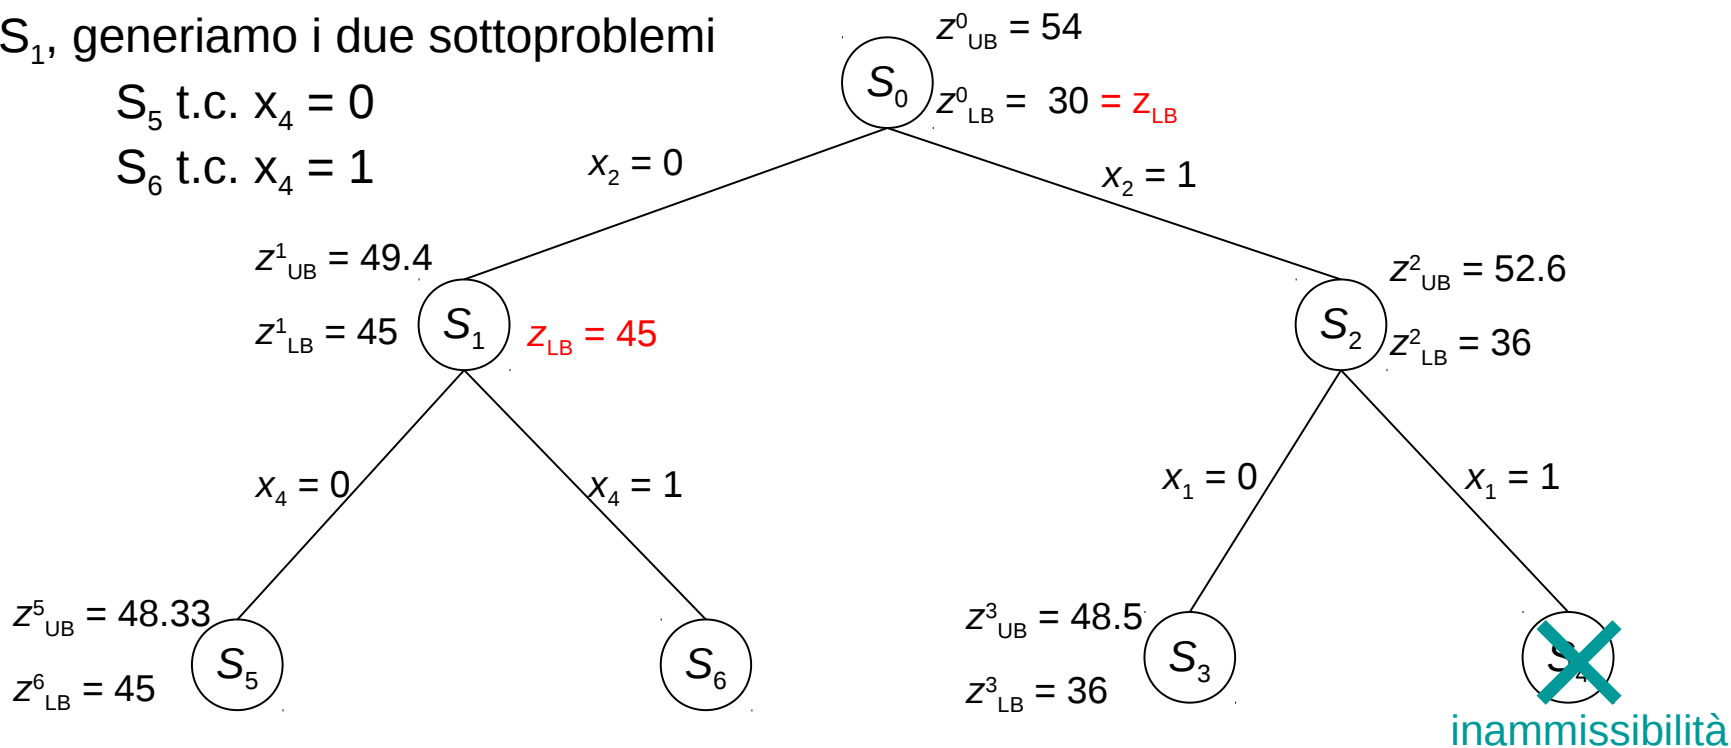 S1, generiamo i due sottoproblemi
S5 t.c. x4 = 0
S6 t.c. x4 = 1
z0UB = 54
z0LB = 30 = zLB
S0
x2 = 0
x2 = 1
z1UB = 49.4
z1LB = 45
S1
zLB = 45
z2UB = 52.6
z2LB = 36
S2
x4 = 0
x4 = 1
x1 = 0
x1 = 1
z5UB = 48.33
z6LB = 45
S5
S6
z3UB = 48.5
z3LB = 36
S3
S4
inammissibilità